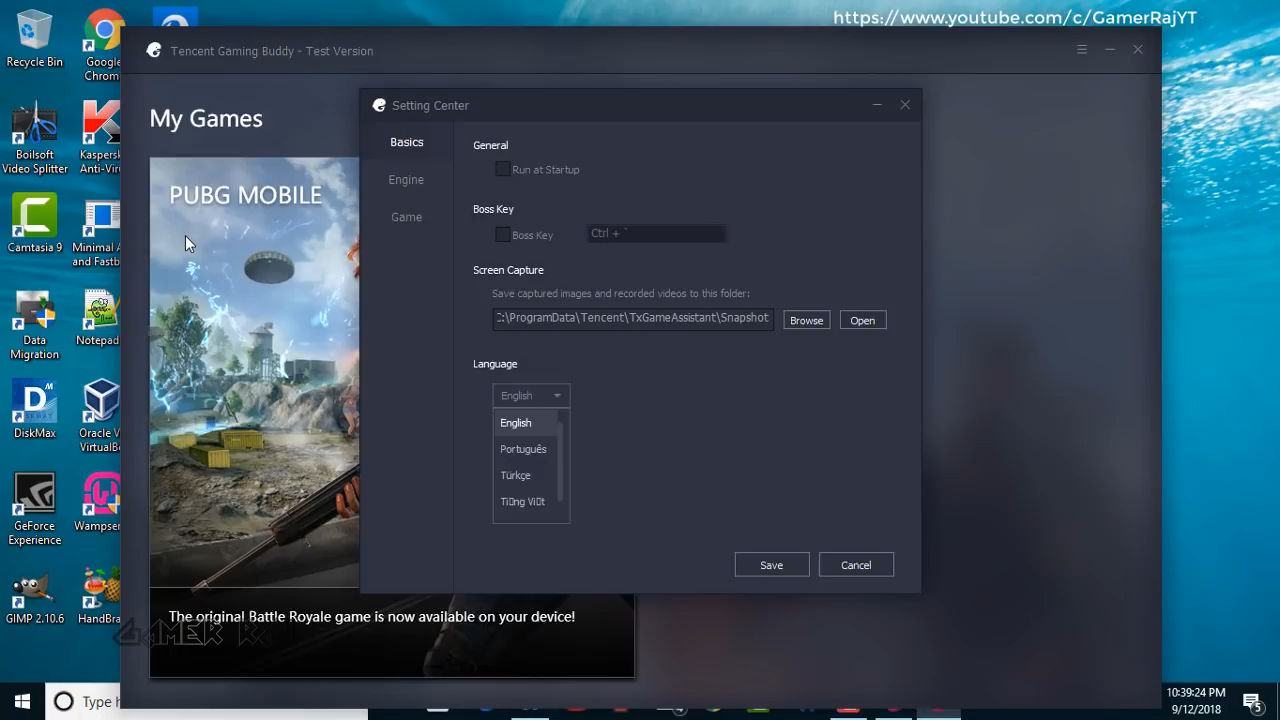 https://www.youtube.com/c/GamerRajYT
Tencent Gaming Buddy - Test Version
Recycle Bin
Google
Chrom
My Games
Setting Center
Basics
Engine
Game
General
Run at Startup
Boss Key
Boss Key
Ctrl + `
Screen Capture
Save captured images and recorded videos to this folder:
:\ProgramData\Tencent\TxGameAssistant\Snapshot
Browse
Open
Language
English
English
Português
Türkçe
Ti▯ng Vi▯t
Save
Cancel
PUBG MOBILE
The original Battle Royale game is now available on your device!
GAMER
Boilsoft
Video Splitter
Kaspersk
Anti-Viru
Camtasia 9
Minimal A
and Fastb
Data
Migration
Notepad
DiskMax
Oracle V
VirtualB
GeForce
Experience
Wampser
GIMP 2.10.6
HandBra
Type h
10:39:24 PM
9/12/2018
5